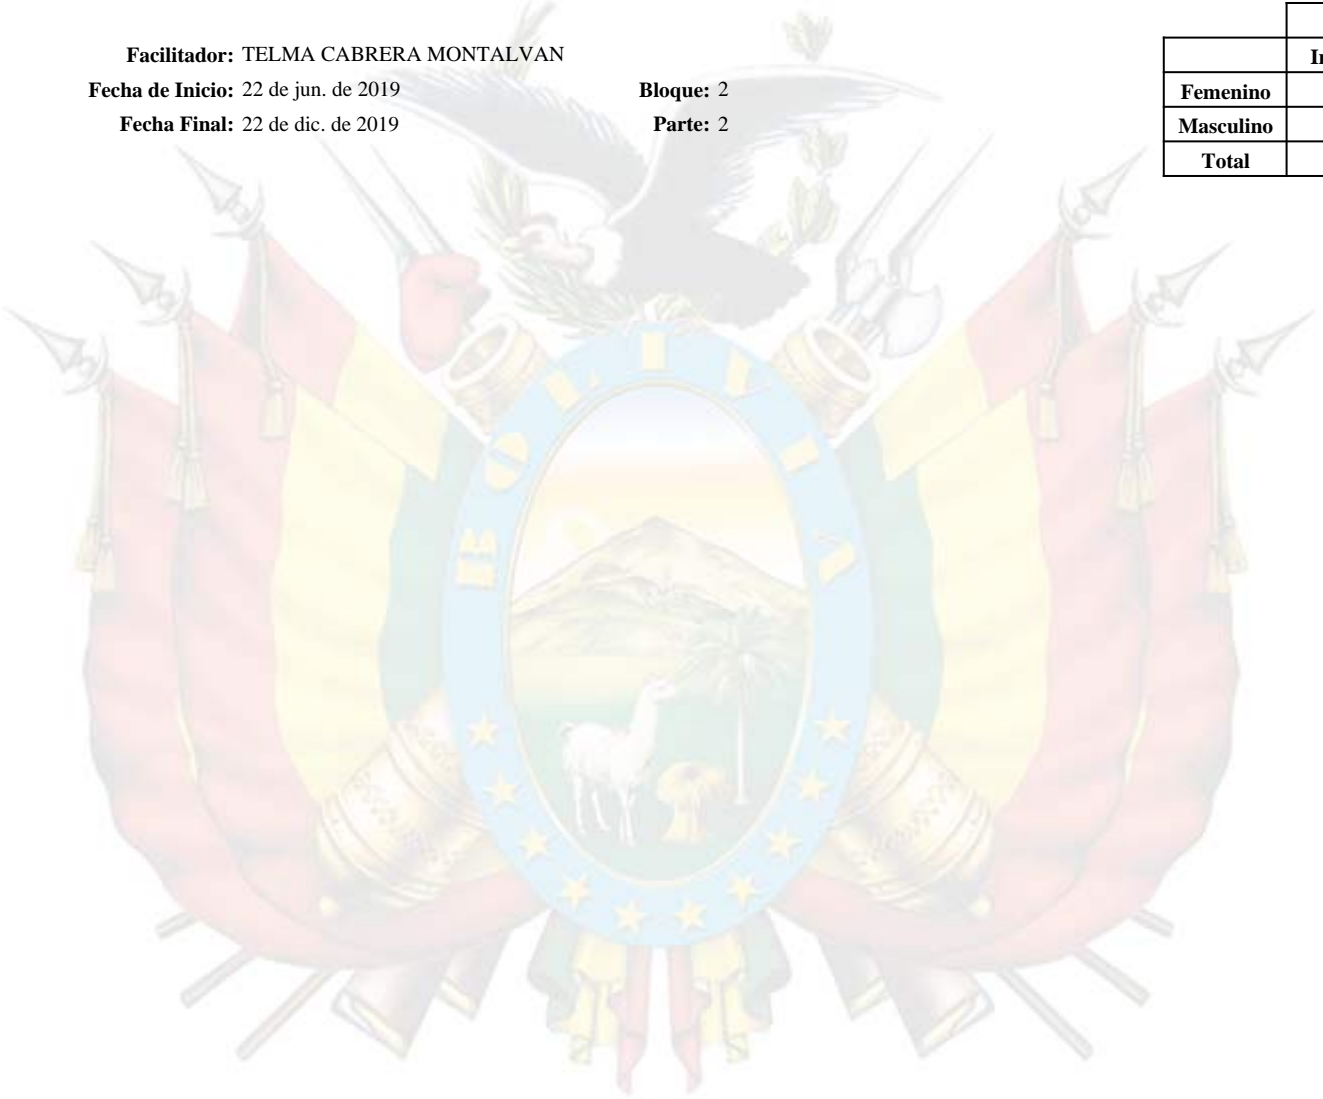 Facilitador: TELMA CABRERA MONTALVAN
Fecha de Inicio: 22 de jun. de 2019 Bloque: 2
Fecha Final: 22 de dic. de 2019 Parte: 2
Femenino
Masculino
Total
BOLIVIA